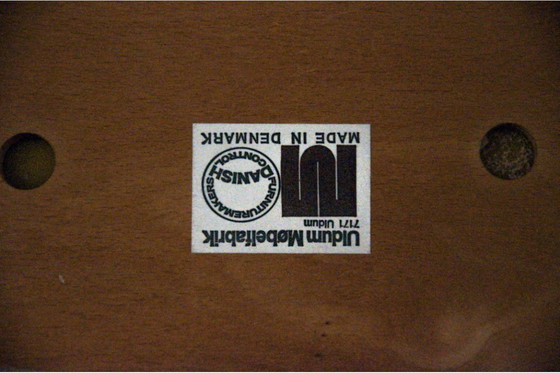 Uldum Møbelfabrik
7171 Uldum
DANISH
FURNITUREMAKERS CONTROL
MADE IN DENMARK